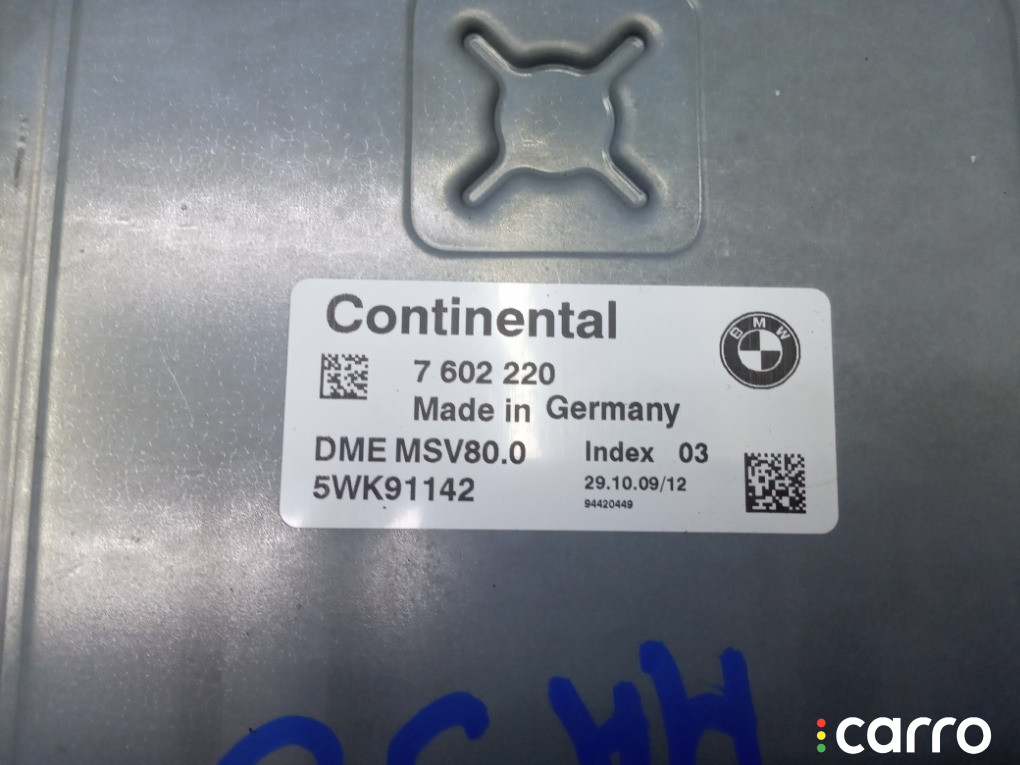 Continental
BMW
7 602 220
Made in Germany
DME MSV80.0 Index 03
5WK91142 29.10.09/12
94420449
carro